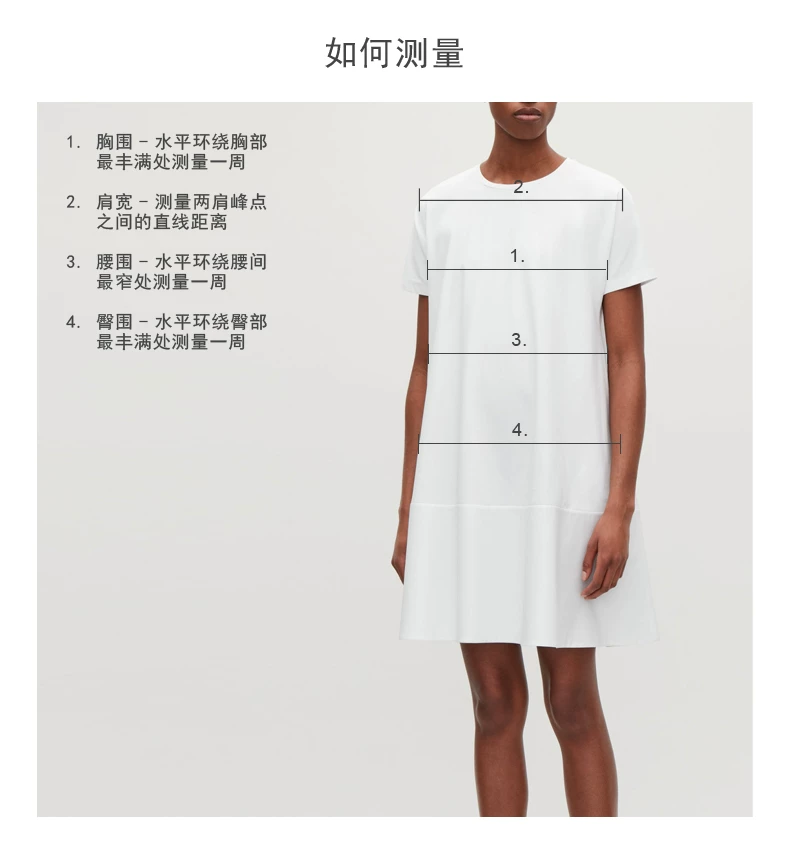 如何测量
1. 胸围 – 水平环绕胸部
最丰满处测量一周
2. 肩宽 – 测量两肩峰点
之间的直线距离
3. 腰围 – 水平环绕腰间
最窄处测量一周
4. 臀围 – 水平环绕臀部
最丰满处测量一周
2.
1.
3.
4.